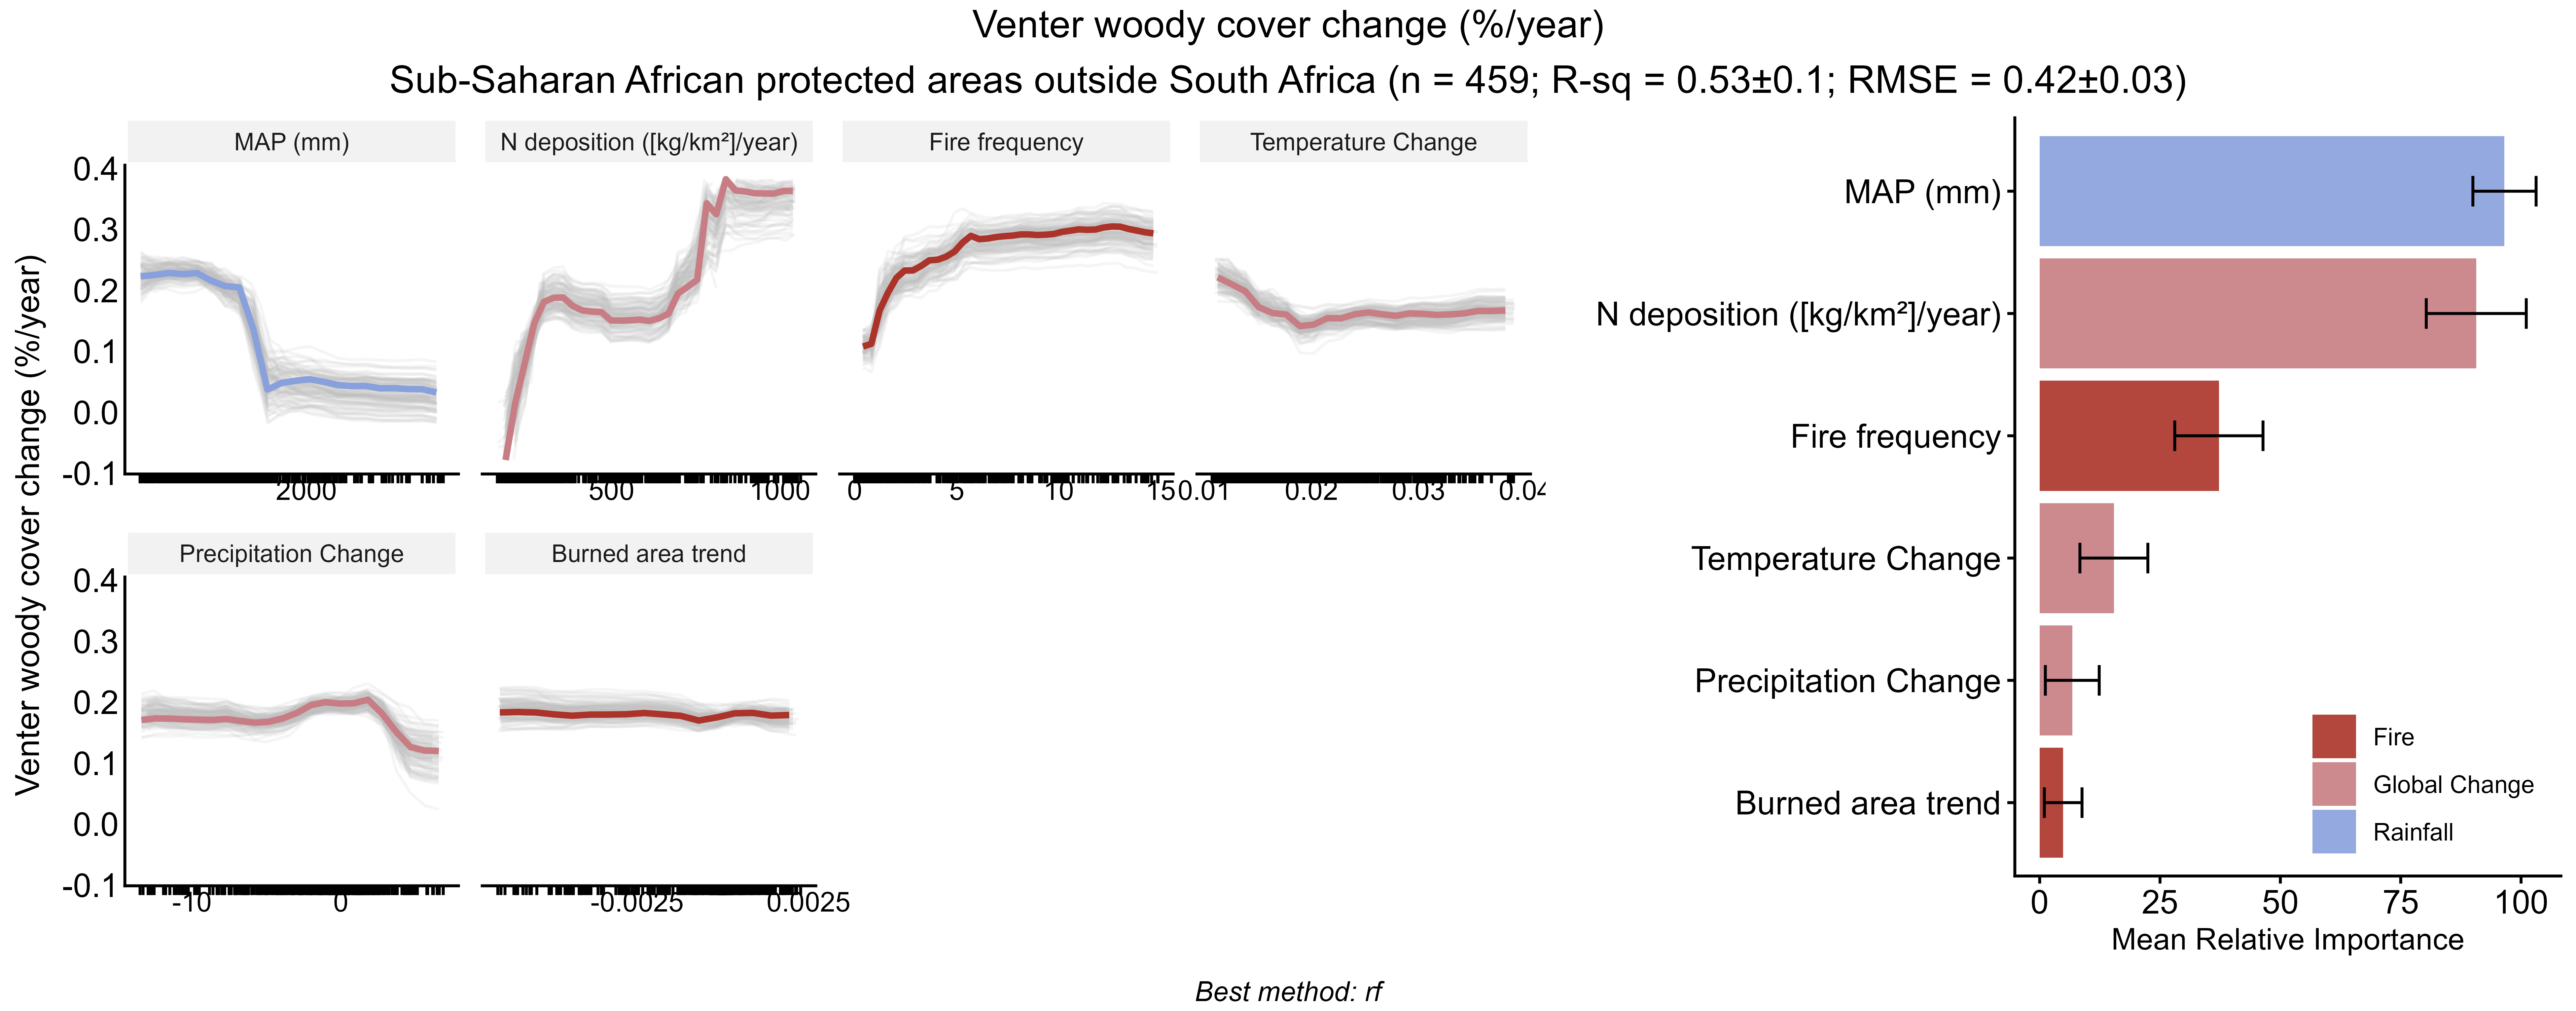 Venter woody cover change (%/year)
Sub-Saharan African protected areas outside South Africa (n = 459; R-sq = 0.53±0.1; RMSE = 0.42±0.03)
Venter woody cover change (%/year)
MAP (mm)
N deposition ([kg/km²]/year)
Fire frequency
Temperature Change
0.4
0.3
0.2
0.1
0.0
-0.1
2000
500 1000
0 5 10 15
0.01 0.02 0.03 0.04
Precipitation Change
Burned area trend
0.4
0.3
0.2
0.1
0.0
-0.1
-10 0
-0.0025 0.0025
MAP (mm)
N deposition ([kg/km²]/year)
Fire frequency
Temperature Change
Precipitation Change
Burned area trend
Fire
Global Change
Rainfall
0 25 50 75 100
Mean Relative Importance
Best method: rf